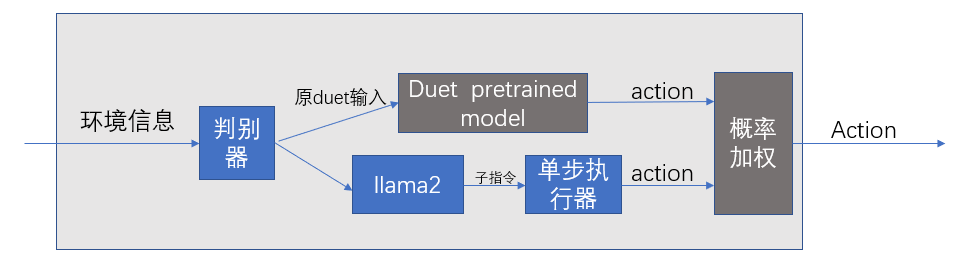 环境信息
判别
器
原duet输入
Duet pretrained
model
action
llama2
子指令
单步执
行器
action
概率
加权
Action